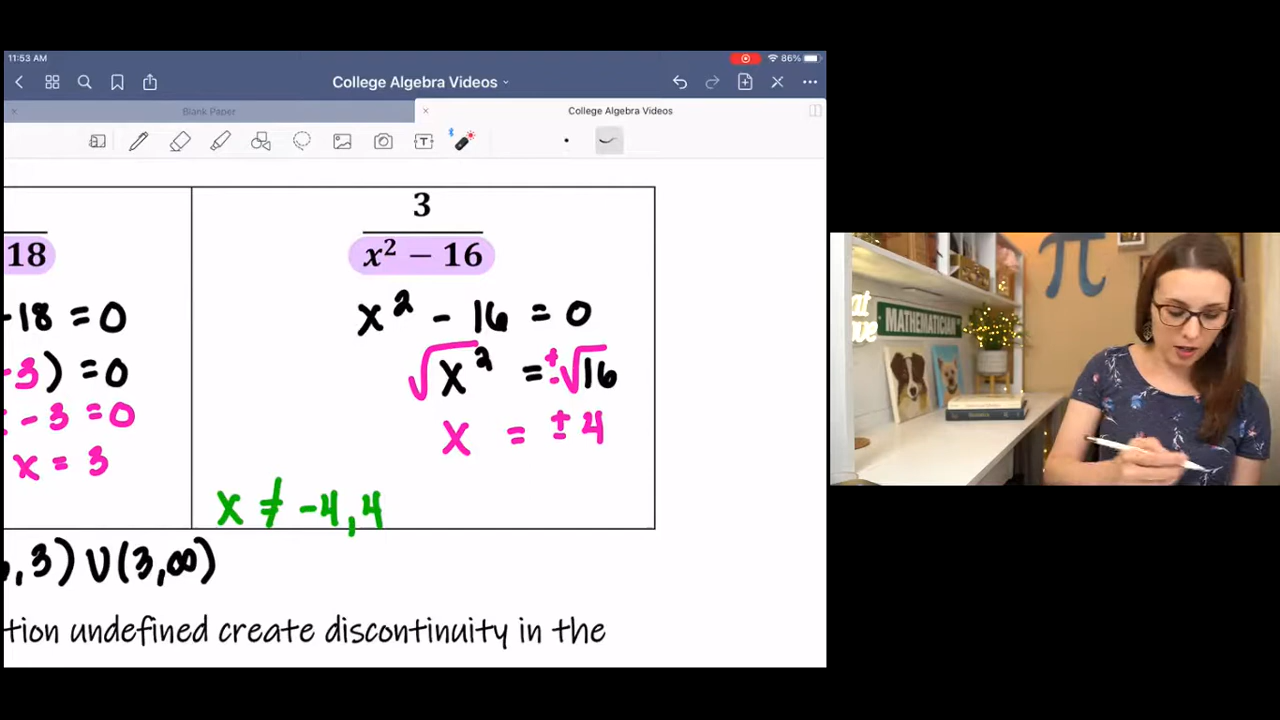 11:53 AM
86%
College Algebra Videos
Blank Paper
College Algebra Videos
18
-18 = 0
-3) = 0
- 3 = 0
x = 3
3
x² − 16
x² - 16 = 0
√x² = ±√16
x = ±4
x ≠ -4, 4
, 3) ∪ (3, ∞)
tion undefined create discontinuity in the
MATHEMATICIAN
π
at